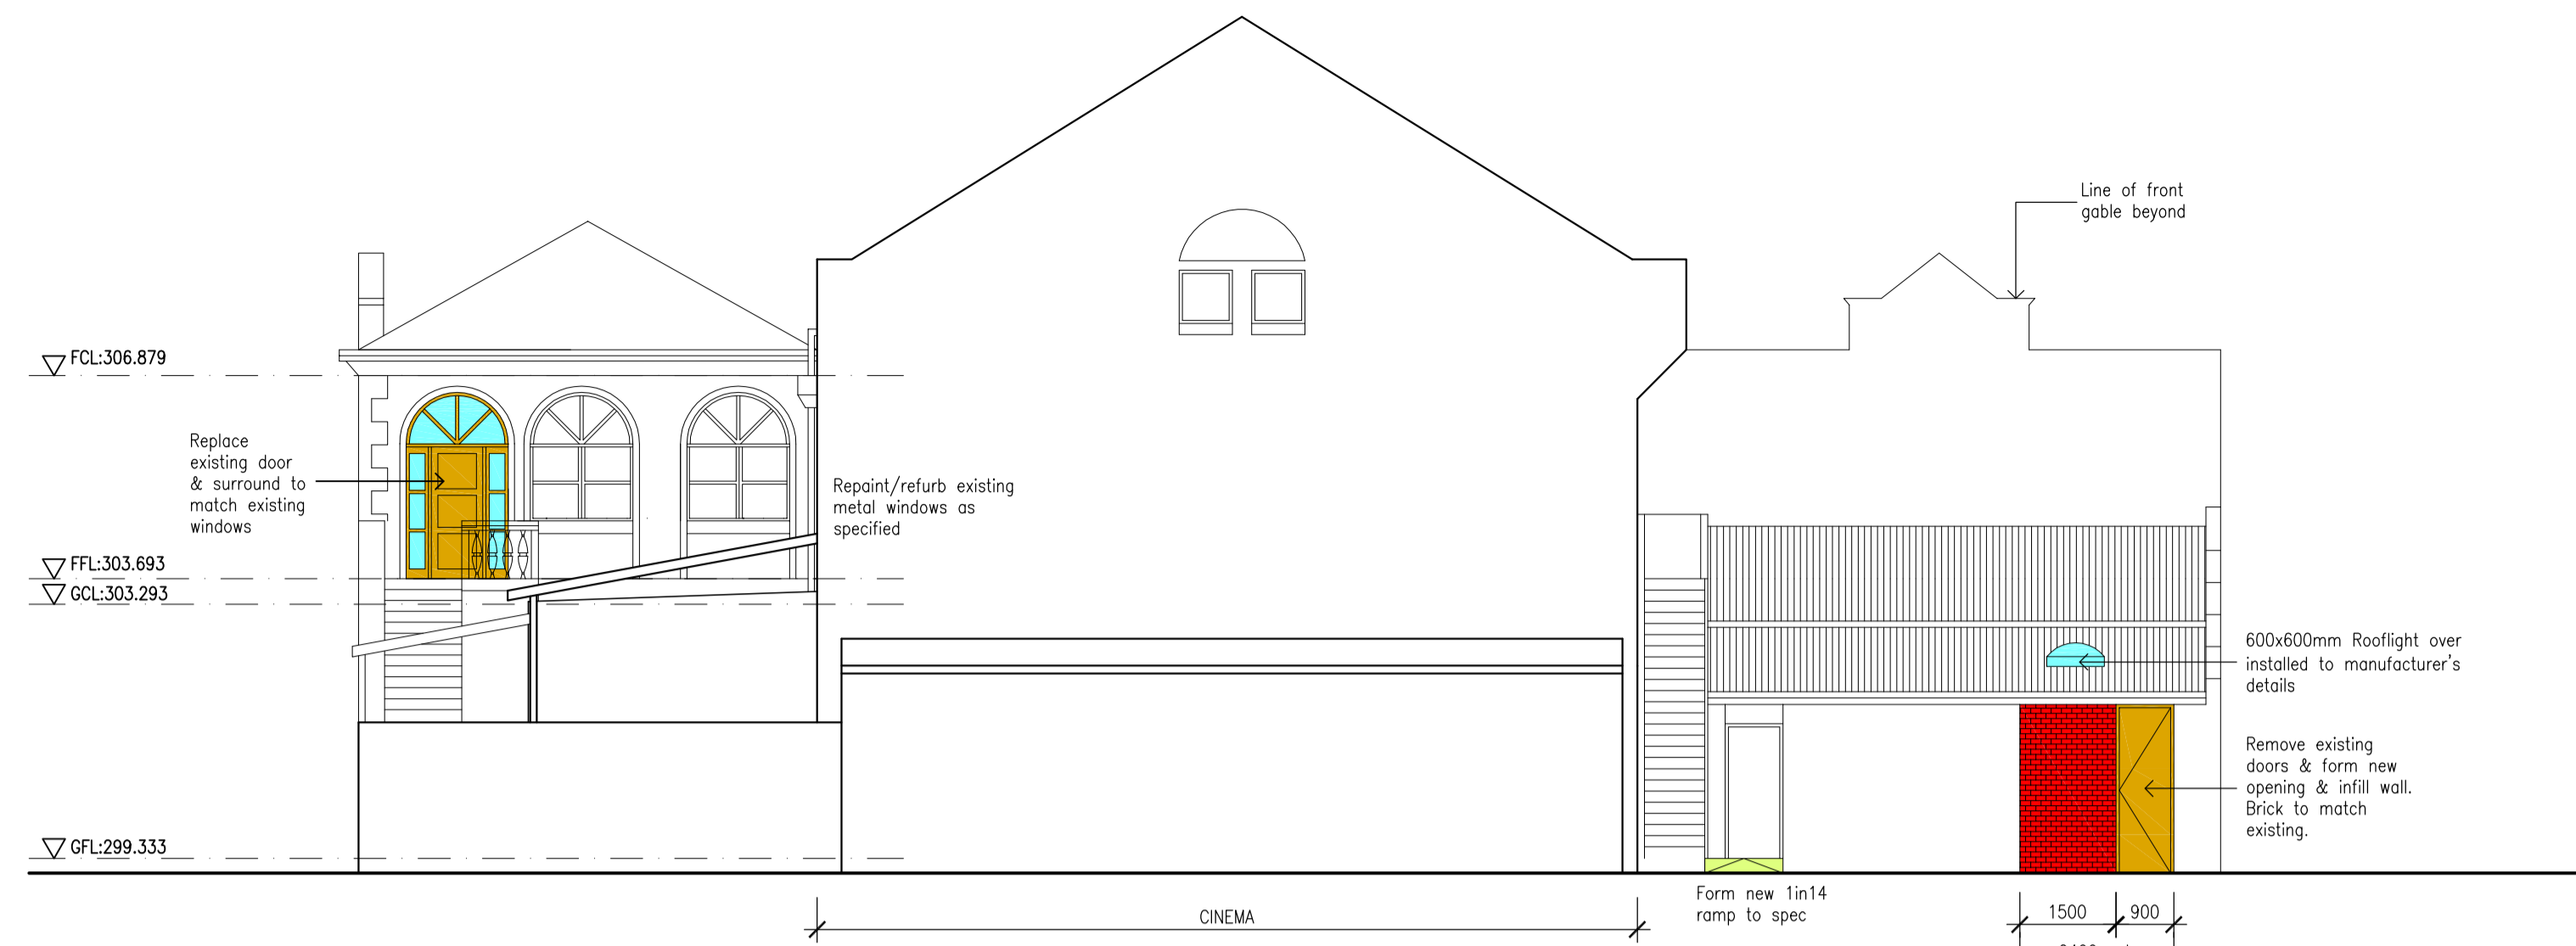 Line of front
gable beyond
FCL:306.879
Replace
existing door
& surround to
match existing
windows
Repaint/refurb existing
metal windows as
specified
FFL:303.693
GCL:303.293
600x600mm Rooflight over
installed to manufacturer's
details
Remove existing
doors & form new
opening & infill wall.
Brick to match
existing.
GFL:299.333
Form new 1in14
ramp to spec
CINEMA
1500
900